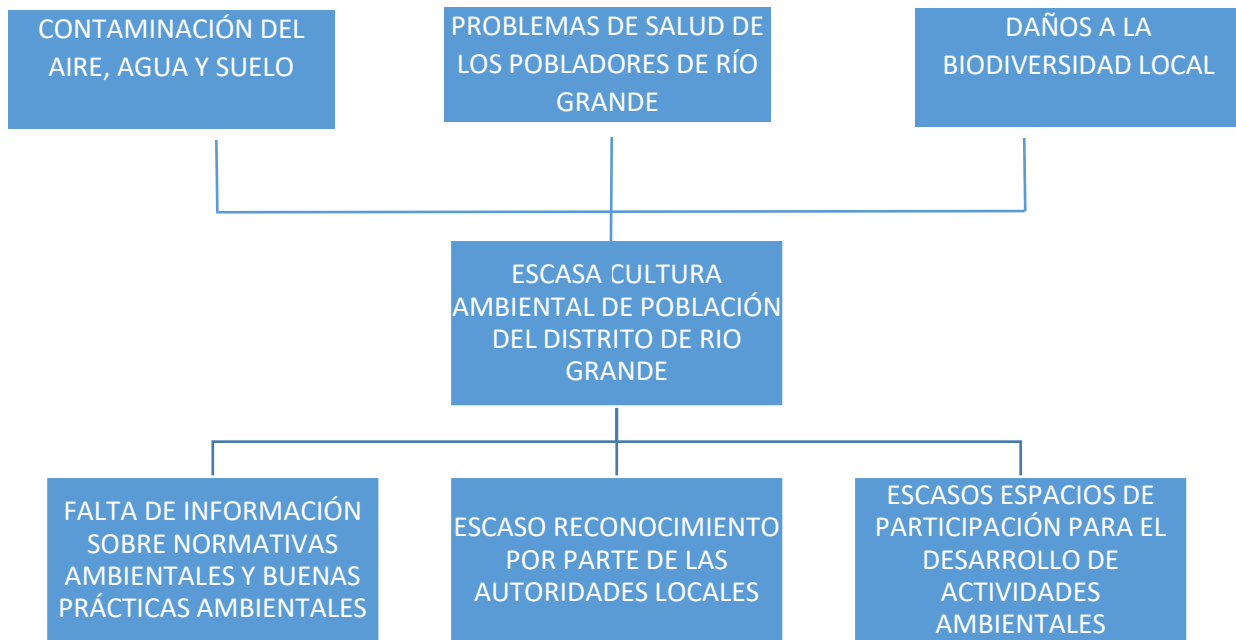 CONTAMINACIÓN DEL
AIRE, AGUA Y SUELO
PROBLEMAS DE SALUD DE
LOS POBLADORES DE RÍO
GRANDE
DAÑOS A LA
BIODIVERSIDAD LOCAL
ESCASA CULTURA
AMBIENTAL DE POBLACIÓN
DEL DISTRITO DE RIO
GRANDE
FALTA DE INFORMACIÓN
SOBRE NORMATIVAS
AMBIENTALES Y BUENAS
PRÁCTICAS AMBIENTALES
ESCASO RECONOCIMIENTO
POR PARTE DE LAS
AUTORIDADES LOCALES
ESCASOS ESPACIOS DE
PARTICIPACIÓN PARA EL
DESARROLLO DE
ACTIVIDADES
AMBIENTALES